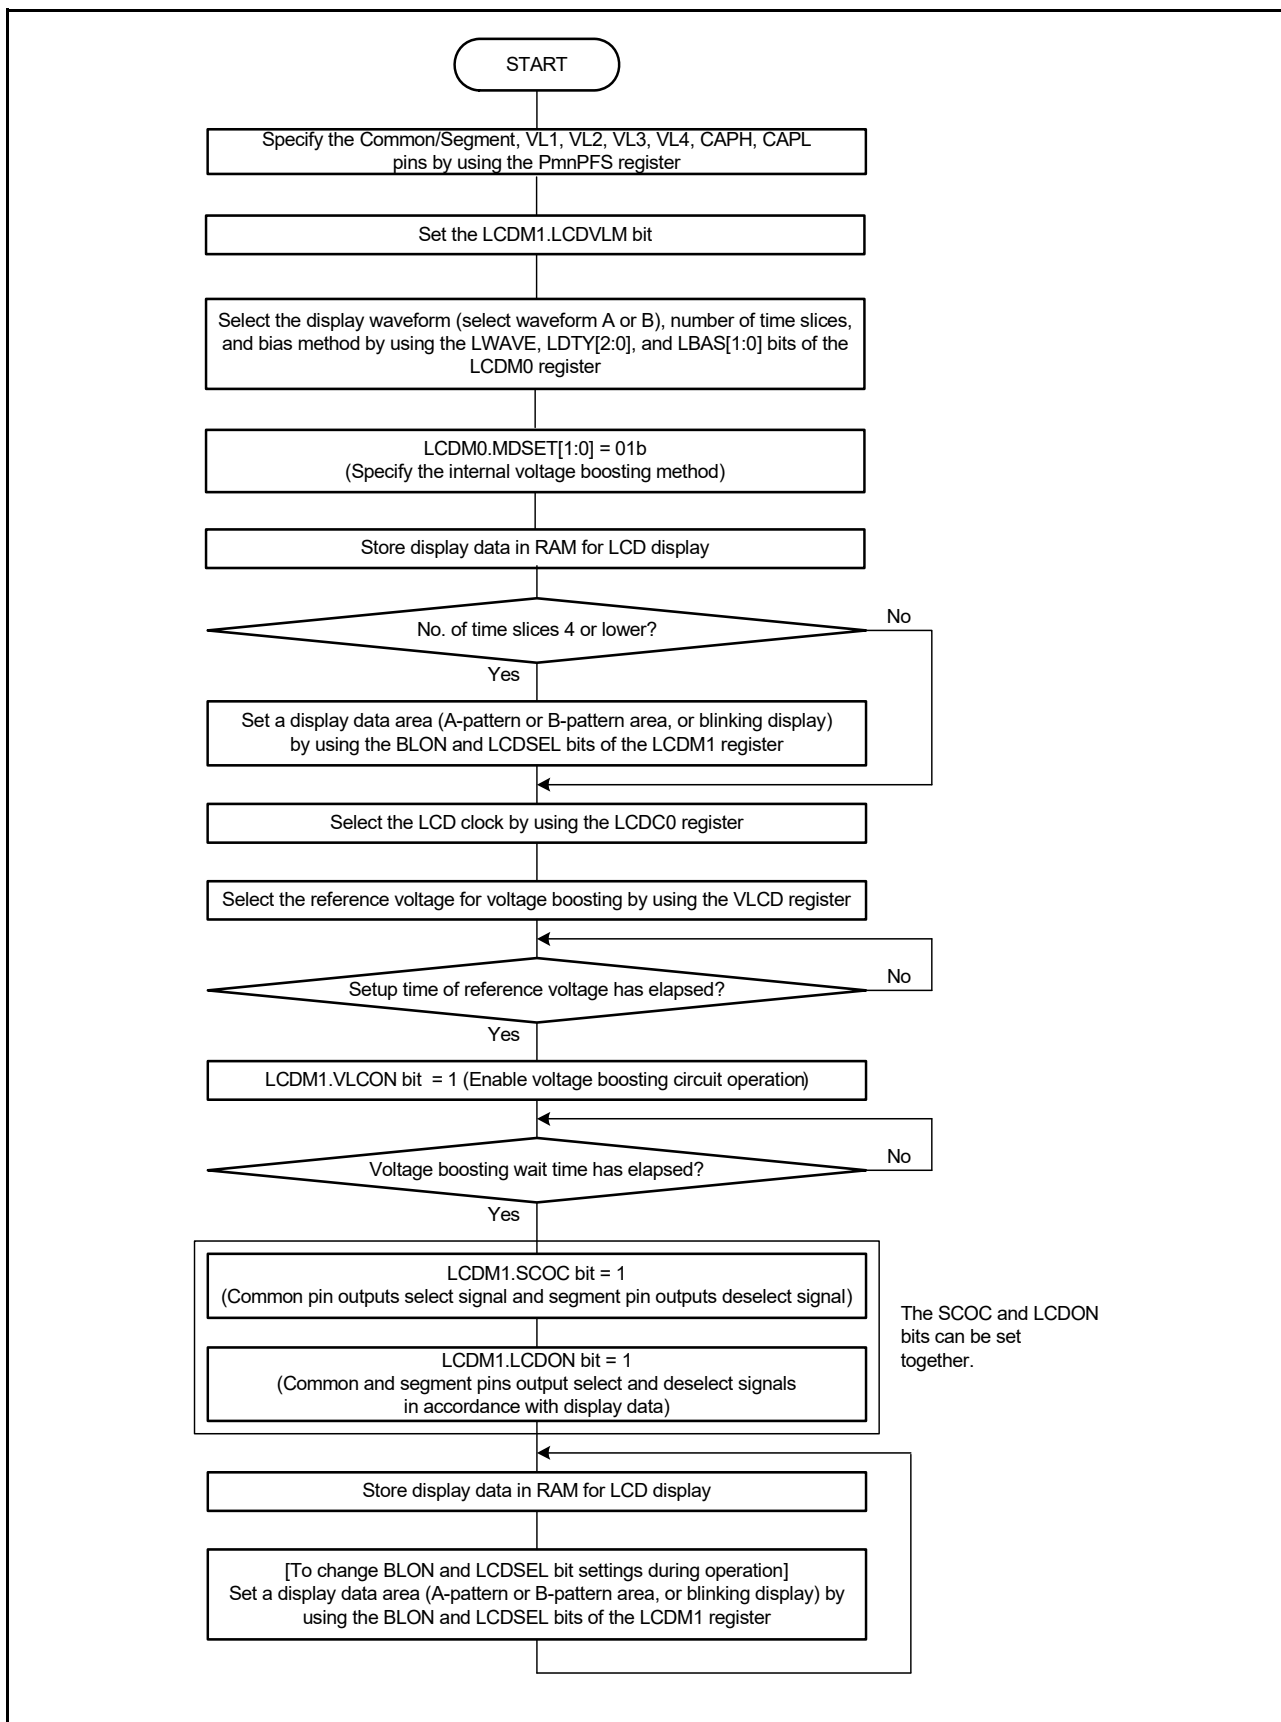 START
Specify the Common/Segment, VL1, VL2, VL3, VL4, CAPH, CAPL
pins by using the PmnPFS register
Set the LCDM1.LCDVLM bit
Select the display waveform (select waveform A or B), number of time slices,
and bias method by using the LWAVE, LDTY[2:0], and LBAS[1:0] bits of the
LCDM0 register
LCDM0.MDSET[1:0] = 01b
(Specify the internal voltage boosting method)
Store display data in RAM for LCD display
No. of time slices 4 or lower?
No
Yes
Set a display data area (A-pattern or B-pattern area, or blinking display)
by using the BLON and LCDSEL bits of the LCDM1 register
Select the LCD clock by using the LCDC0 register
Select the reference voltage for voltage boosting by using the VLCD register
Setup time of reference voltage has elapsed?
No
Yes
LCDM1.VLCON bit  = 1 (Enable voltage boosting circuit operation)
Voltage boosting wait time has elapsed?
No
Yes
LCDM1.SCOC bit = 1
(Common pin outputs select signal and segment pin outputs deselect signal)
LCDM1.LCDON bit = 1
(Common and segment pins output select and deselect signals
in accordance with display data)
The SCOC and LCDON
bits can be set
together.
Store display data in RAM for LCD display
[To change BLON and LCDSEL bit settings during operation]
Set a display data area (A-pattern or B-pattern area, or blinking display) by
using the BLON and LCDSEL bits of the LCDM1 register